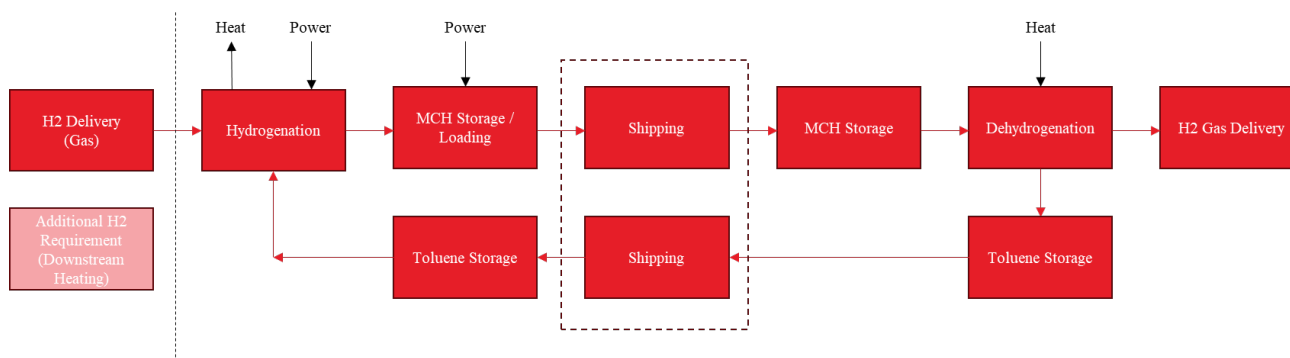 Heat
Power
Power
Heat
H2 Delivery
(Gas)
Hydrogenation
MCH Storage /
Loading
Shipping
MCH Storage
Dehydrogenation
H2 Gas Delivery
Additional H2
Requirement
(Downstream
Heating)
Toluene Storage
Shipping
Toluene Storage